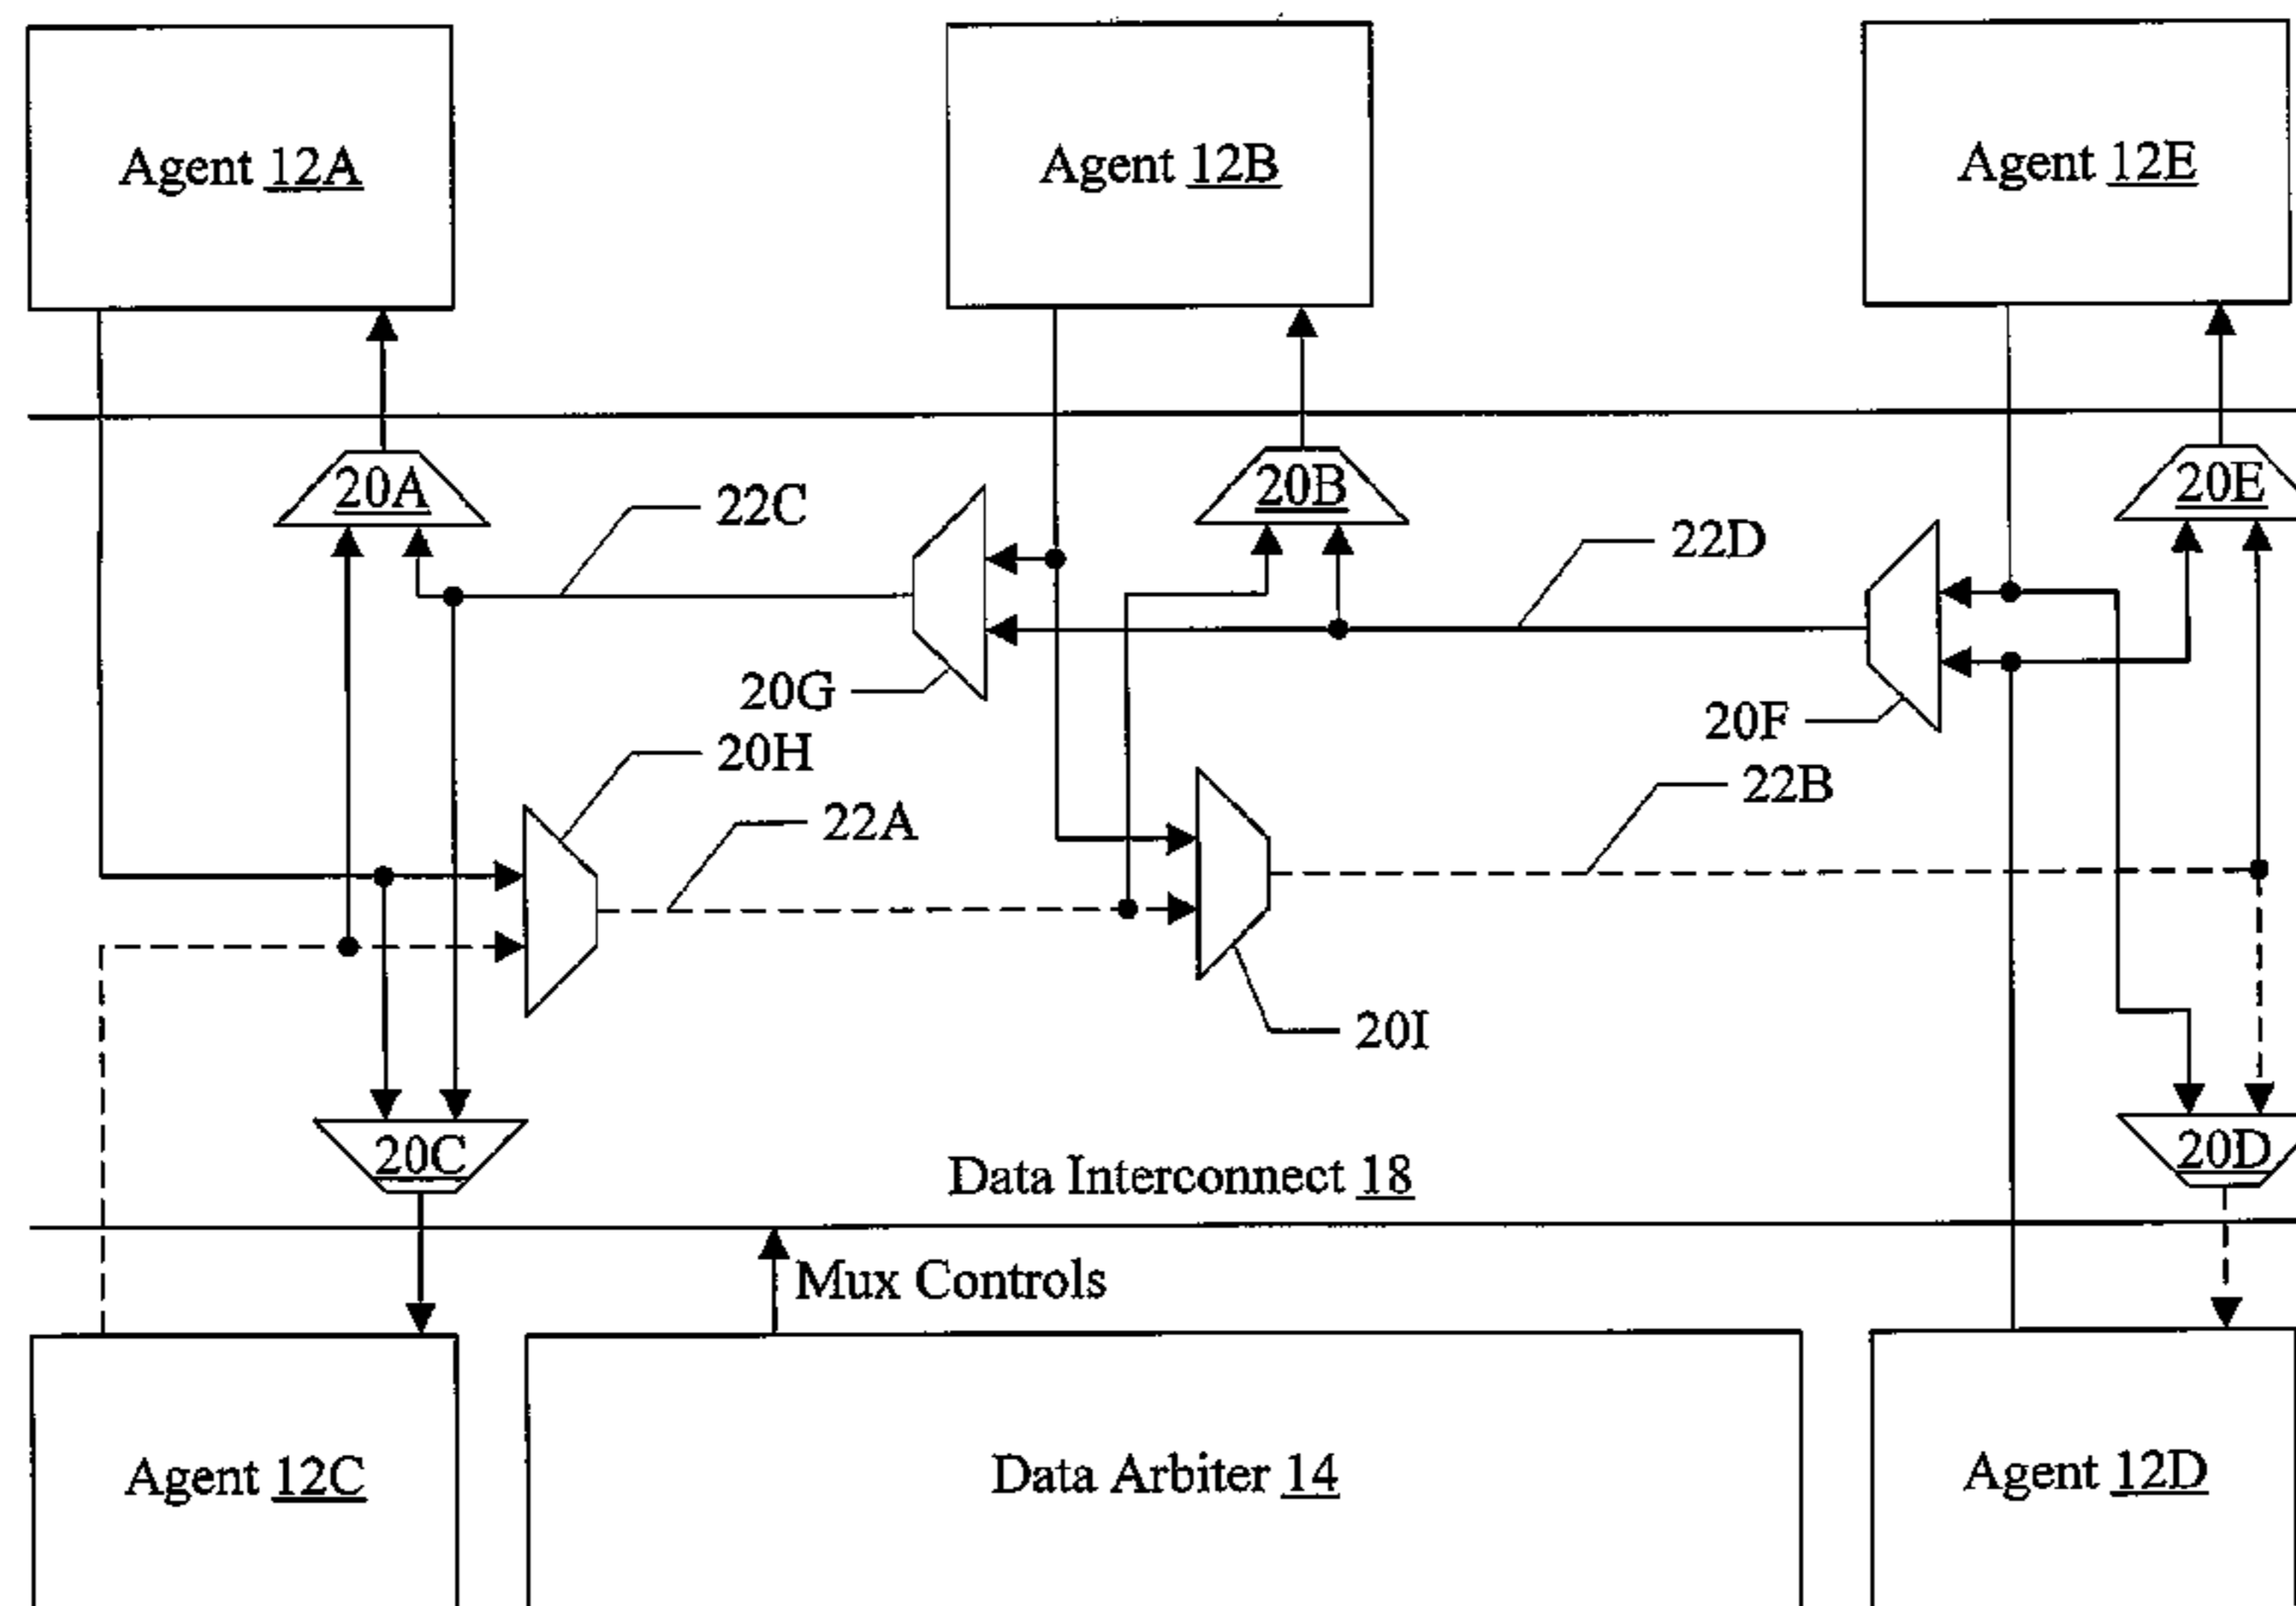 Agent 12A
Agent 12B
Agent 12E
20A
22C
20B
22D
20E
20G
20F
20H
22B
22A
20I
20C
Data Interconnect 18
20D
Mux Controls
Agent 12C
Data Arbiter 14
Agent 12D